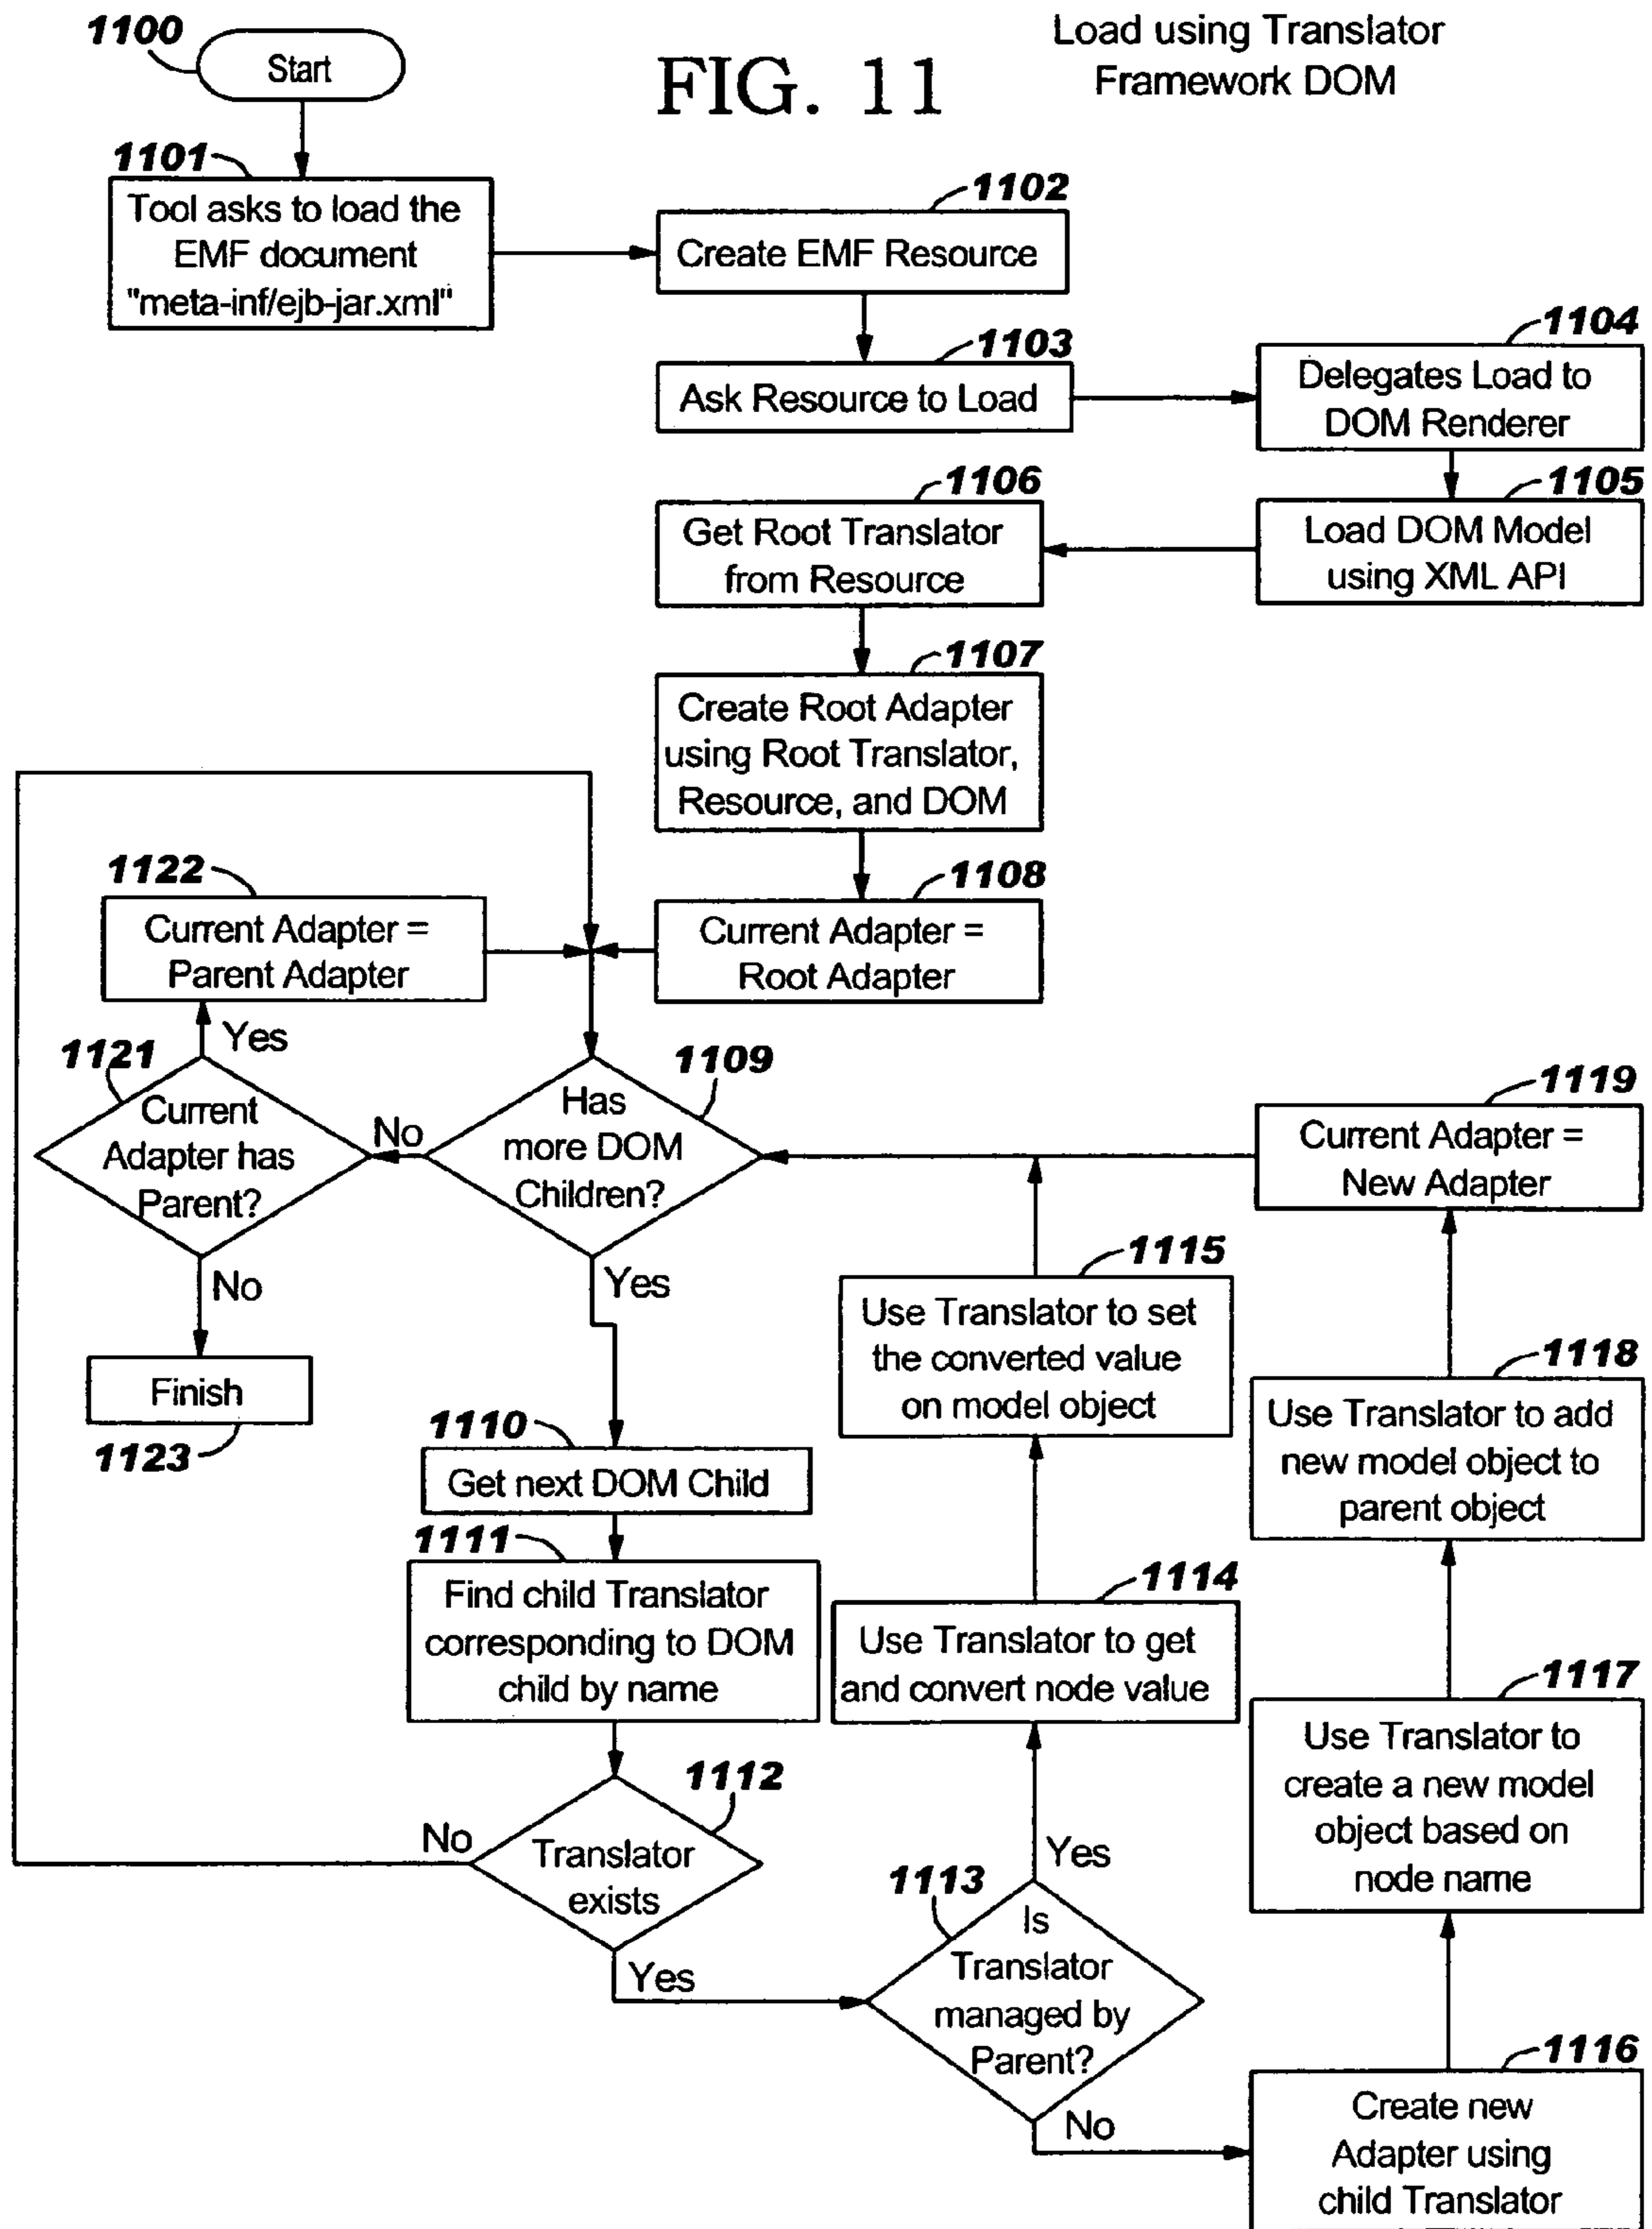 1100
Start
FIG. 11
Load using Translator
Framework DOM
1101
Tool asks to load the
EMF document
"meta-inf/ejb-jar.xml"
1102
Create EMF Resource
1103
Ask Resource to Load
1104
Delegates Load to
DOM Renderer
1105
Load DOM Model
using XML API
1106
Get Root Translator
from Resource
1107
Create Root Adapter
using Root Translator,
Resource, and DOM
1108
Current Adapter =
Root Adapter
1122
Current Adapter =
Parent Adapter
Yes
1121
Current
Adapter has
Parent?
No
No
Finish
1123
1109
Has
more DOM
Children?
Yes
1110
Get next DOM Child
1111
Find child Translator
corresponding to DOM
child by name
1112
Translator
exists
No
Yes
1113
Is
Translator
managed by
Parent?
Yes
No
1114
Use Translator to get
and convert node value
1115
Use Translator to set
the converted value
on model object
1116
Create new
Adapter using
child Translator
1117
Use Translator to
create a new model
object based on
node name
1118
Use Translator to add
new model object to
parent object
1119
Current Adapter =
New Adapter